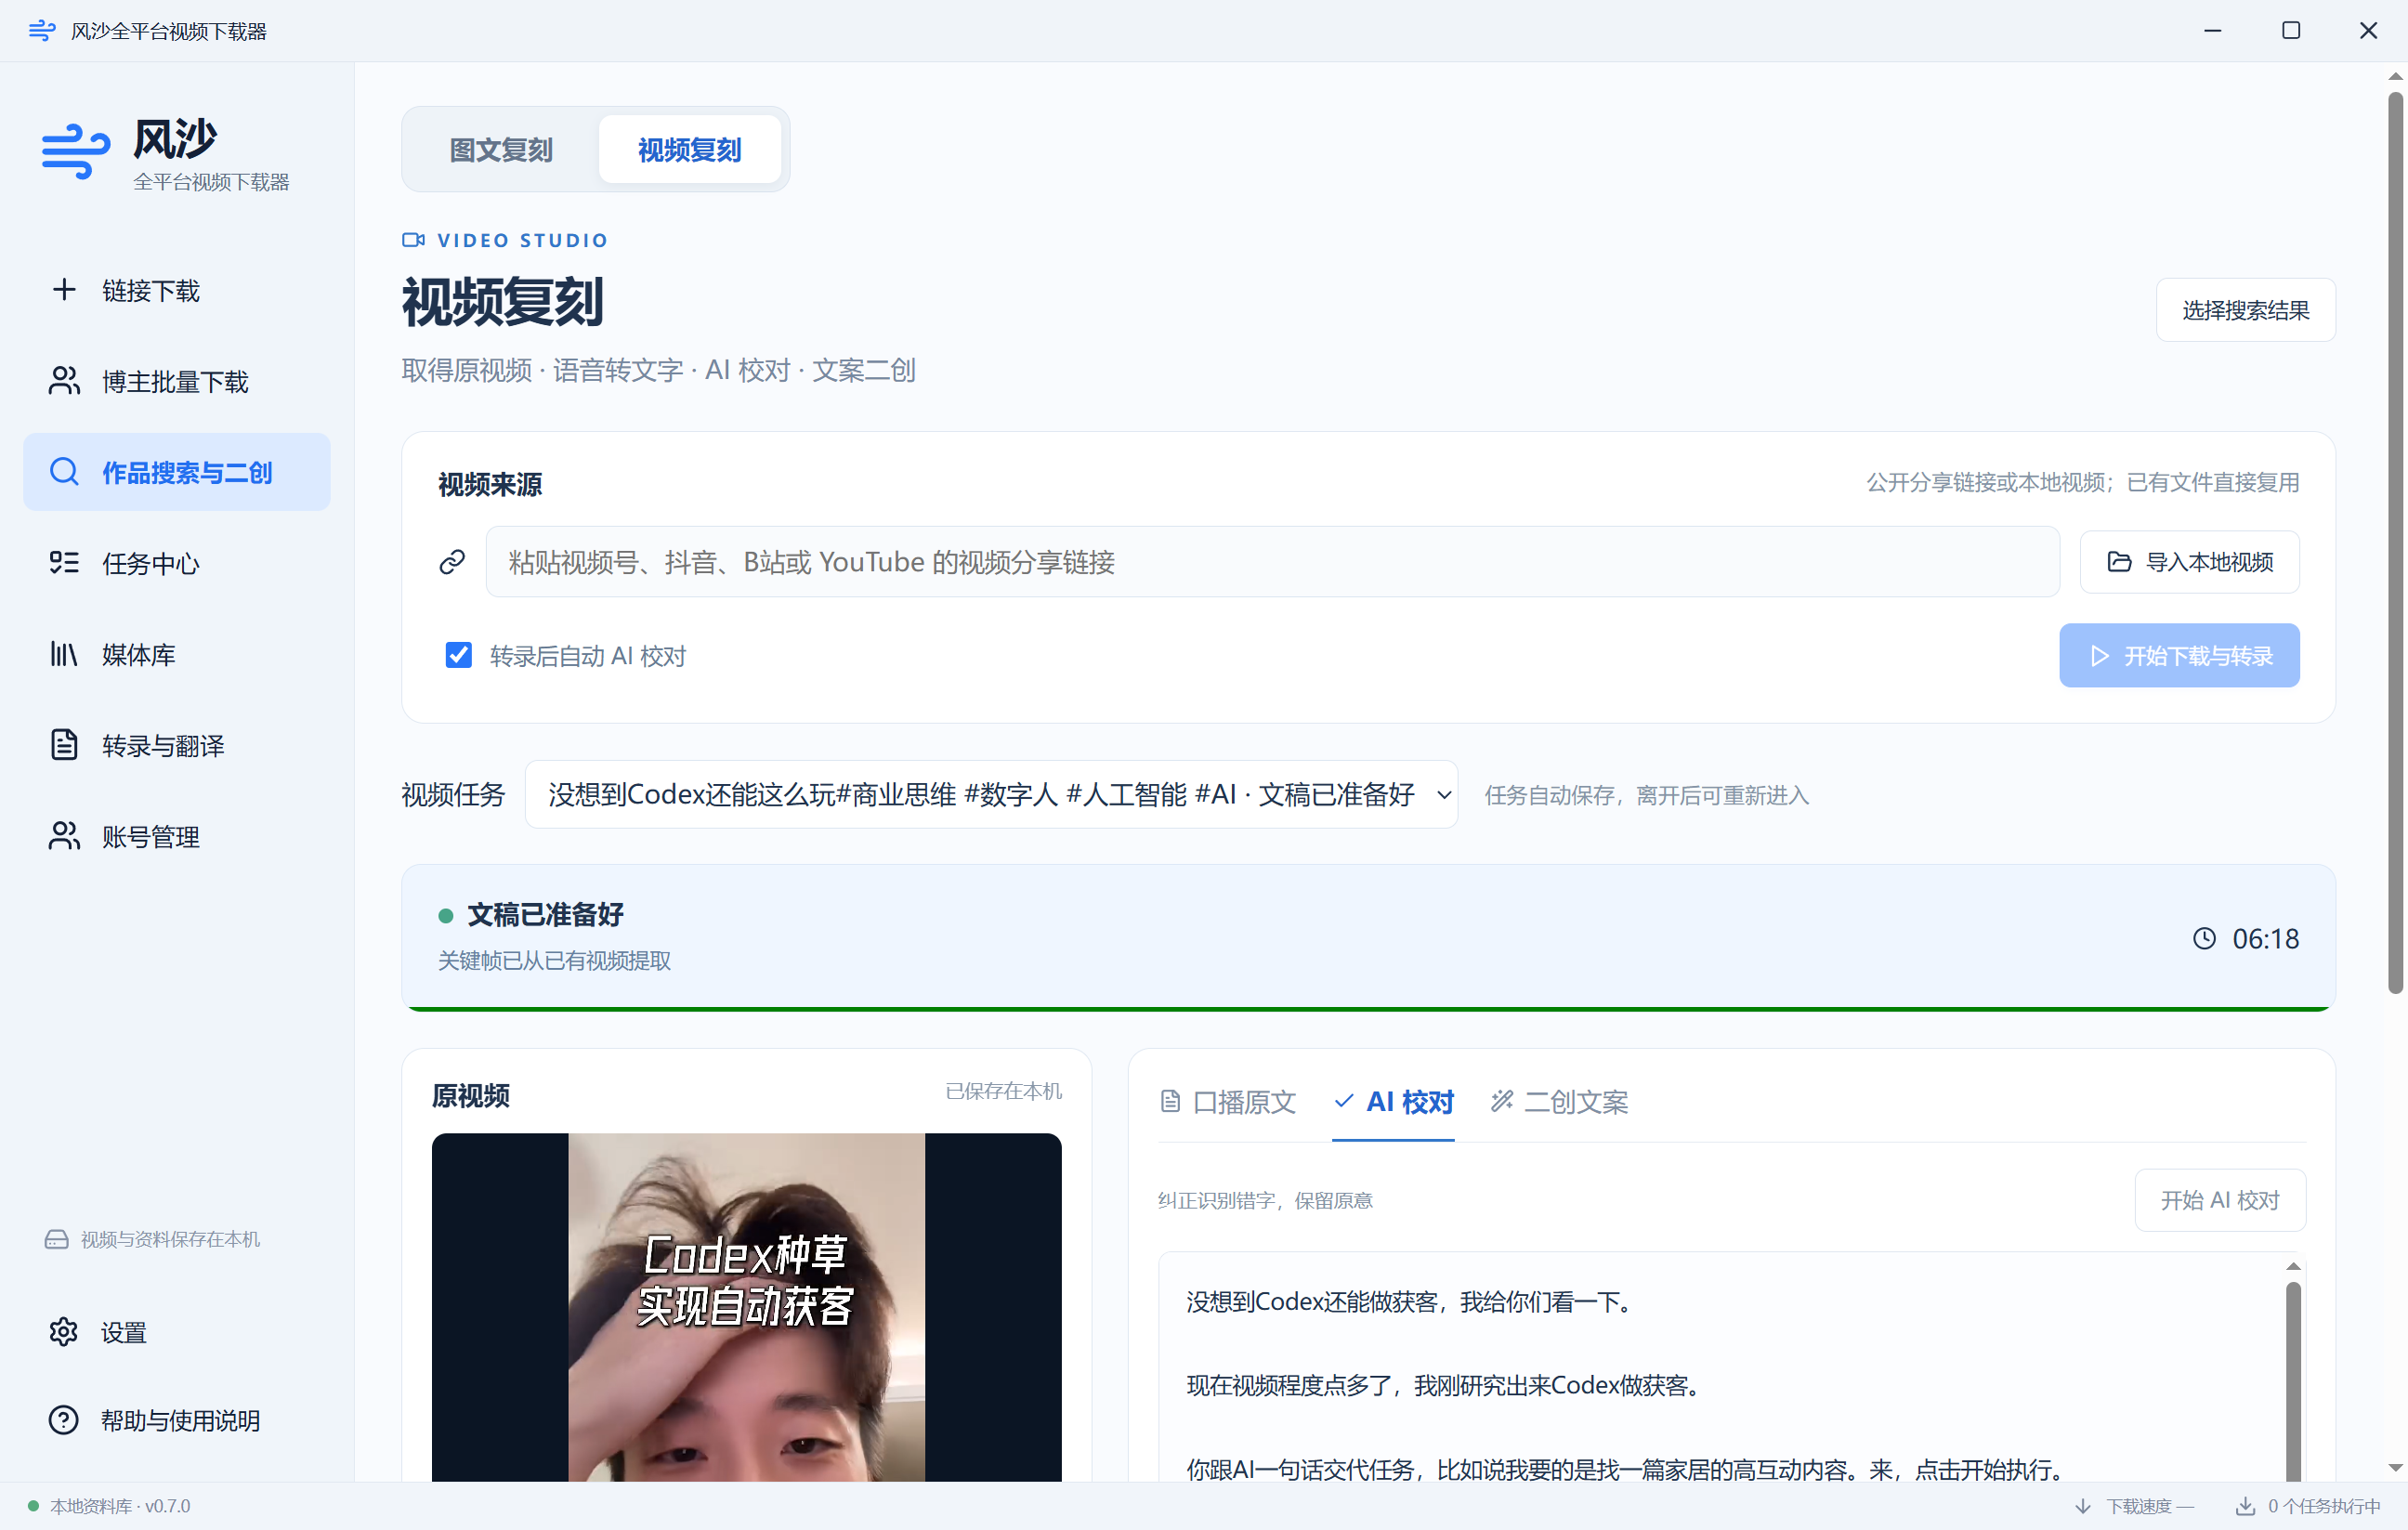 风沙全平台视频下载器
风沙
全平台视频下载器
链接下载
博主批量下载
作品搜索与二创
任务中心
媒体库
转录与翻译
账号管理
视频与资料保存在本机
设置
帮助与使用说明
图文复刻
视频复刻
VIDEO STUDIO
视频复刻
取得原视频 · 语音转文字 · AI 校对 · 文案二创
选择搜索结果
视频来源
公开分享链接或本地视频；已有文件直接复用
粘贴视频号、抖音、B站或 YouTube 的视频分享链接
导入本地视频
转录后自动 AI 校对
开始下载与转录
视频任务
没想到Codex还能这么玩#商业思维 #数字人 #人工智能 #AI · 文稿已准备好
任务自动保存，离开后可重新进入
文稿已准备好
关键帧已从已有视频提取
06:18
原视频
已保存在本机
Codex种草
实现自动获客
口播原文
AI 校对
二创文案
纠正识别错字，保留原意
开始 AI 校对
没想到Codex还能做获客，我给你们看一下。
现在视频程度点多了，我刚研究出来Codex做获客。
你跟AI一句话交代任务，比如说我要的是找一篇家居的高互动内容。来，点击开始执行。
本地资料库 · v0.7.0
下载速度 —
0 个任务执行中